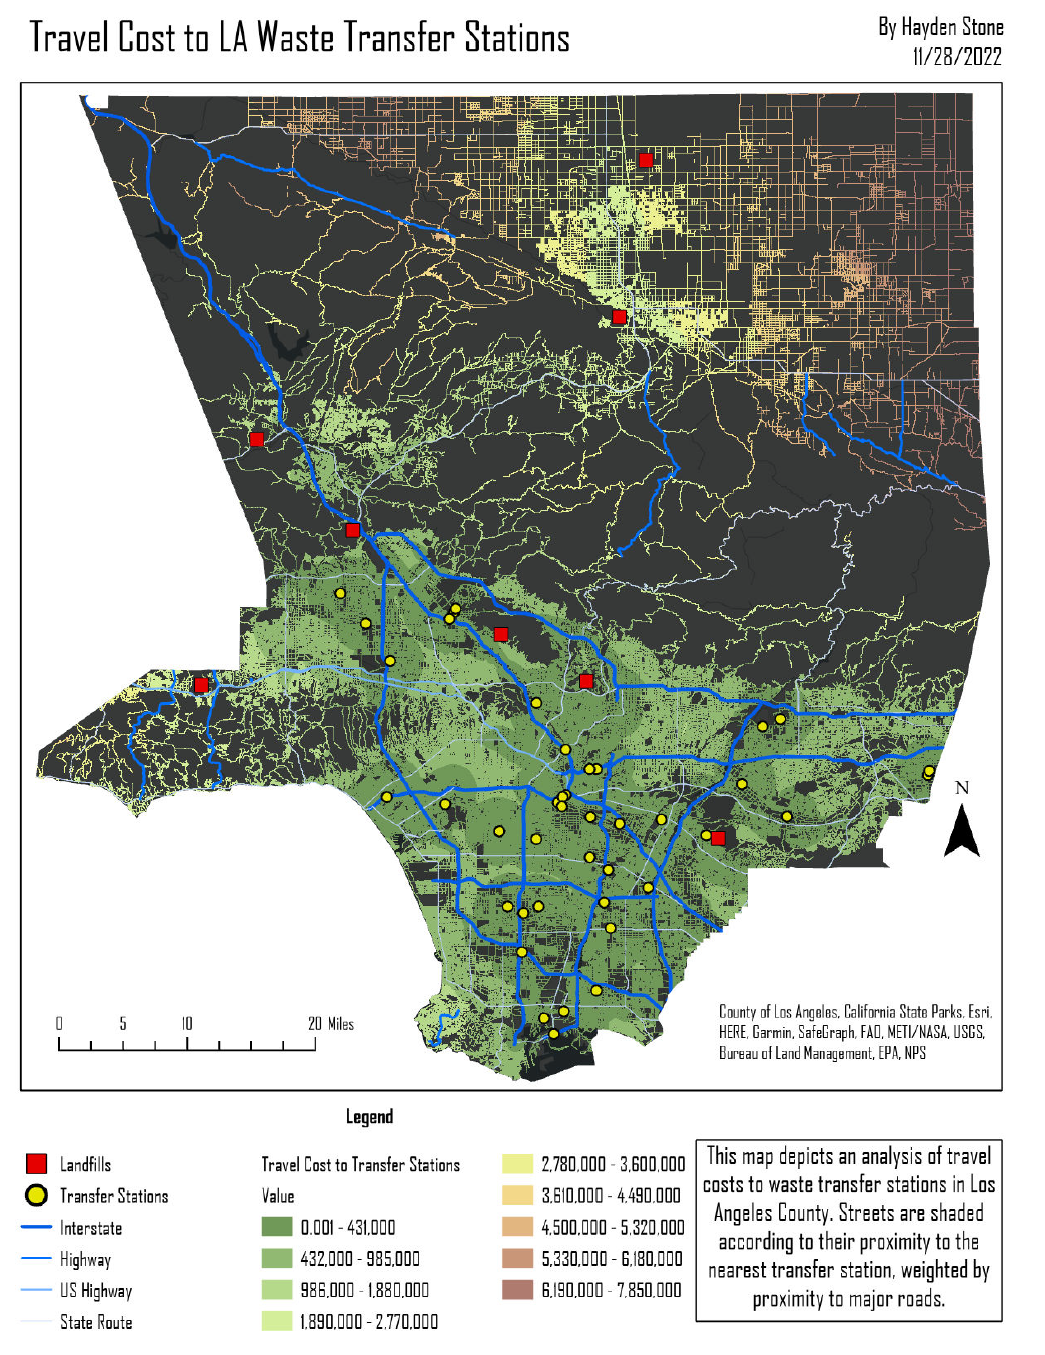 Travel Cost to LA Waste Transfer Stations
By Hayden Stone
11/28/2022
N
0 5 10 20 Miles
County of Los Angeles, California State Parks, Esri,
HERE, Garmin, SafeGraph, FAO, METI/NASA, USGS,
Bureau of Land Management, EPA, NPS
Legend
Landfills
Transfer Stations
Interstate
Highway
US Highway
State Route
Travel Cost to Transfer Stations
Value
0.001 - 431,000
432,000 - 985,000
986,000 - 1,880,000
1,890,000 - 2,770,000
2,780,000 - 3,600,000
3,610,000 - 4,490,000
4,500,000 - 5,320,000
5,330,000 - 6,180,000
6,190,000 - 7,850,000
This map depicts an analysis of travel
costs to waste transfer stations in Los
Angeles County. Streets are shaded
according to their proximity to the
nearest transfer station, weighted by
proximity to major roads.